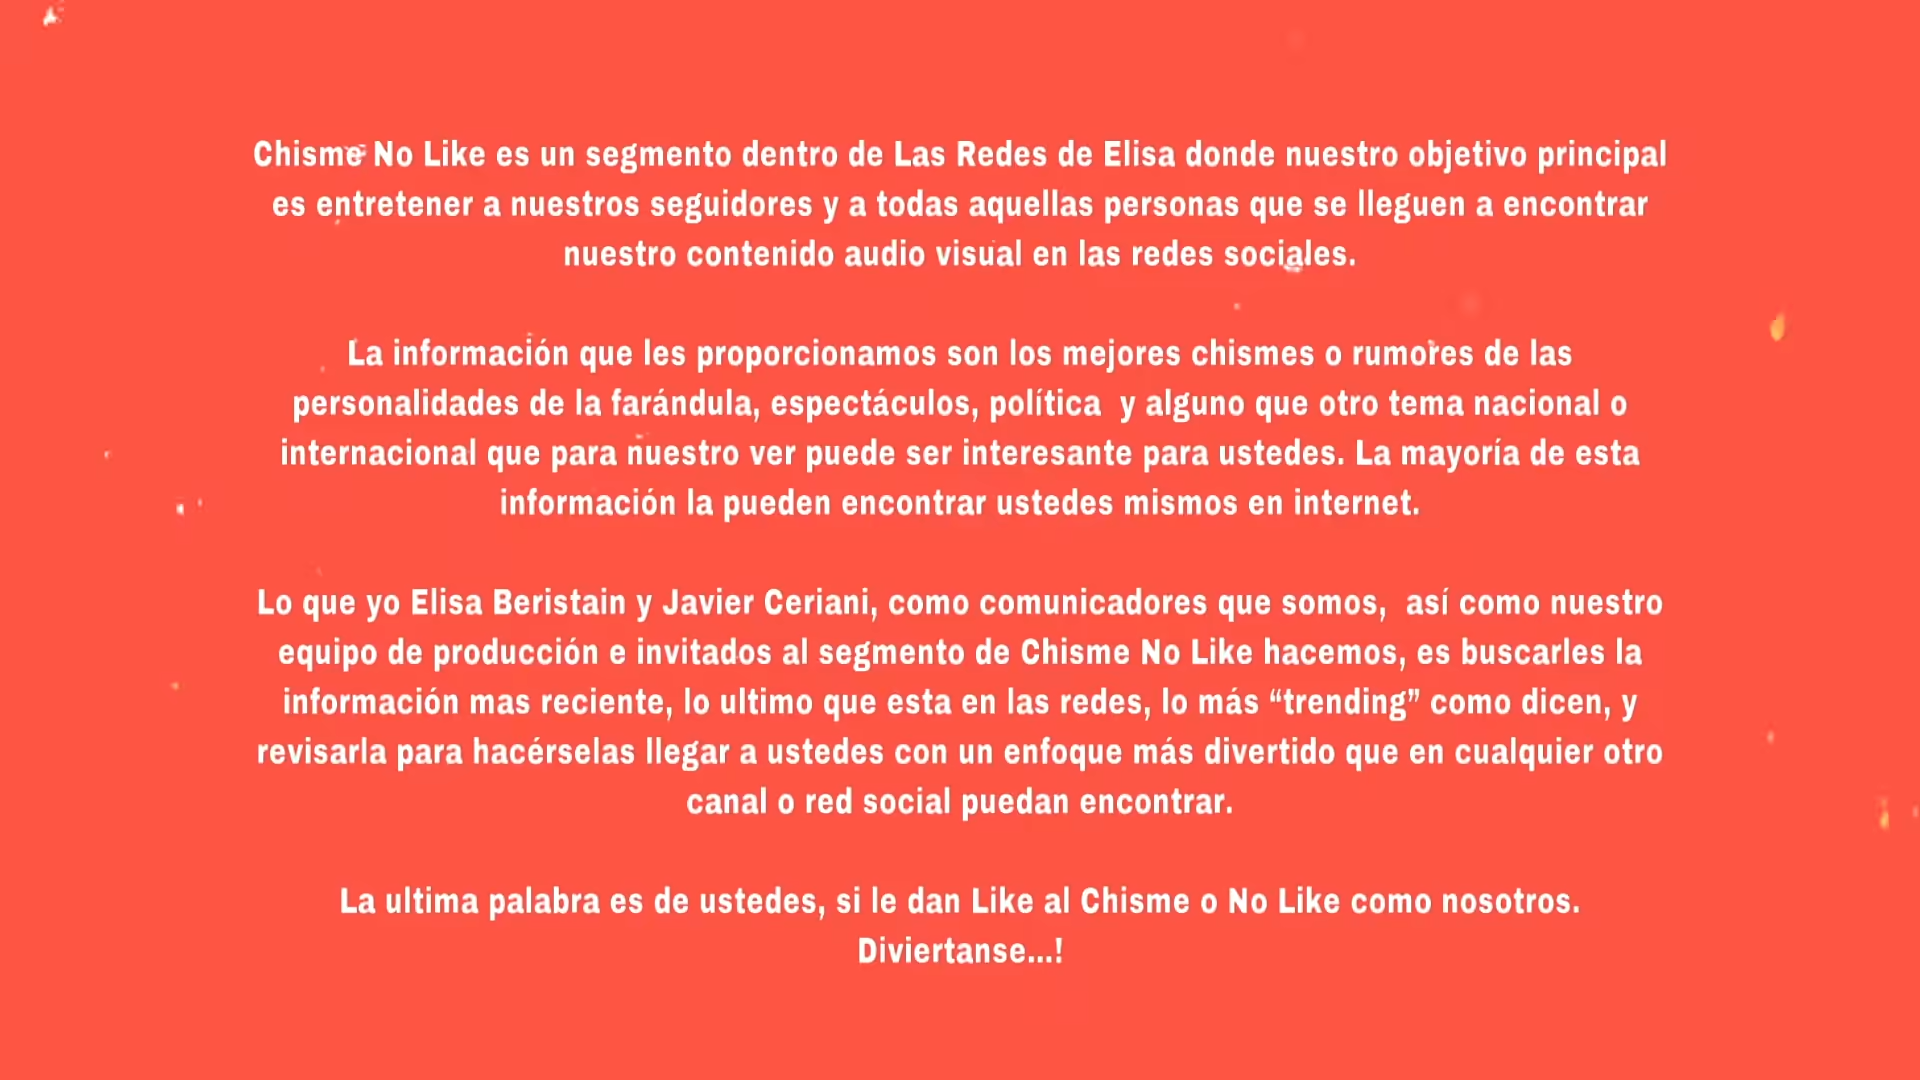 Chisme No Like es un segmento dentro de Las Redes de Elisa donde nuestro objetivo principal
es entretener a nuestros seguidores y a todas aquellas personas que se lleguen a encontrar
nuestro contenido audio visual en las redes sociales.
La información que les proporcionamos son los mejores chismes o rumores de las
personalidades de la farándula, espectáculos, política y alguno que otro tema nacional o
internacional que para nuestro ver puede ser interesante para ustedes. La mayoría de esta
información la pueden encontrar ustedes mismos en internet.
Lo que yo Elisa Beristain y Javier Ceriani, como comunicadores que somos, así como nuestro
equipo de producción e invitados al segmento de Chisme No Like hacemos, es buscarles la
información mas reciente, lo ultimo que esta en las redes, lo más “trending” como dicen, y
revisarla para hacérselas llegar a ustedes con un enfoque más divertido que en cualquier otro
canal o red social puedan encontrar.
La ultima palabra es de ustedes, si le dan Like al Chisme o No Like como nosotros.
Diviertanse...!